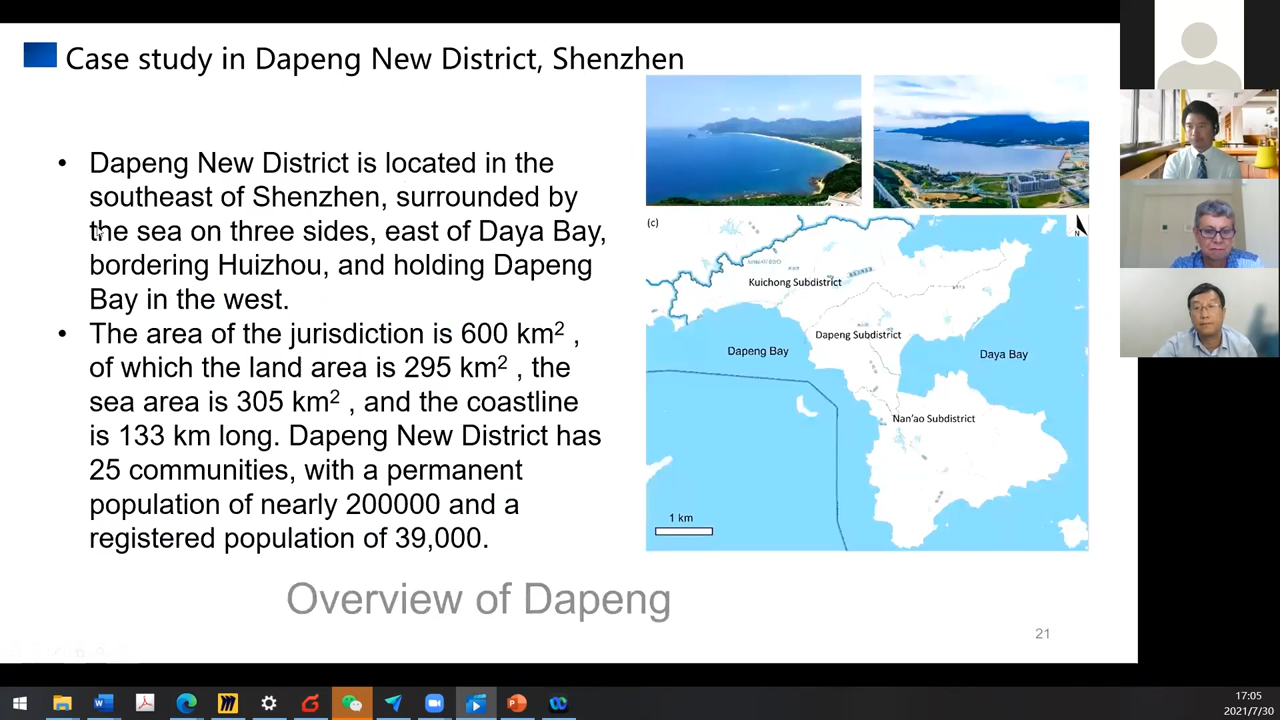 Case study in Dapeng New District, Shenzhen
• Dapeng New District is located in the
southeast of Shenzhen, surrounded by
the sea on three sides, east of Daya Bay,
bordering Huizhou, and holding Dapeng
Bay in the west.
• The area of the jurisdiction is 600 km² ,
of which the land area is 295 km² , the
sea area is 305 km² , and the coastline
is 133 km long. Dapeng New District has
25 communities, with a permanent
population of nearly 200000 and a
registered population of 39,000.
(c)
N
Kuichong Subdistrict
Dapeng Subdistrict
Dapeng Bay
Daya Bay
Nan'ao Subdistrict
1 km
Overview of Dapeng
21
17:05
2021/7/30